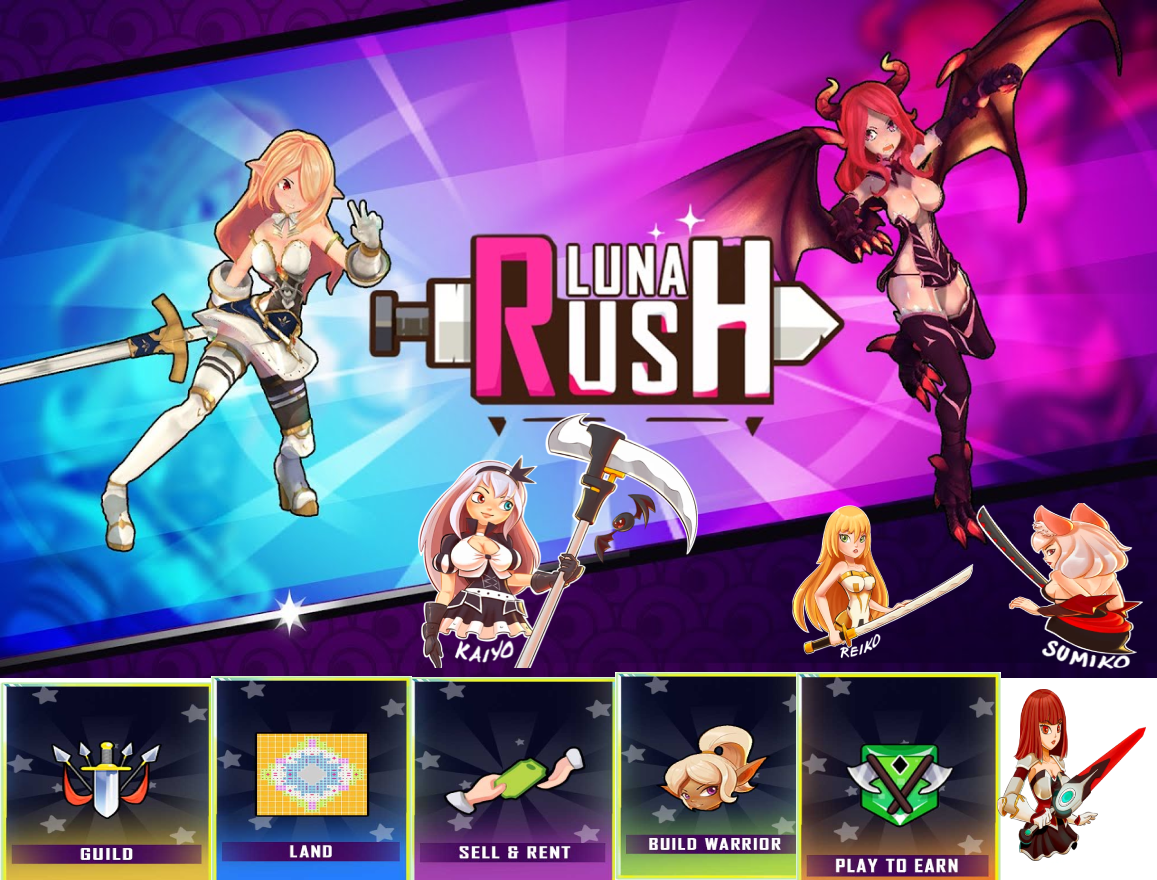 LUNA
RUSH
KAIYO
REIKO
SUMIKO
GUILD
LAND
SELL & RENT
BUILD WARRIOR
PLAY TO EARN